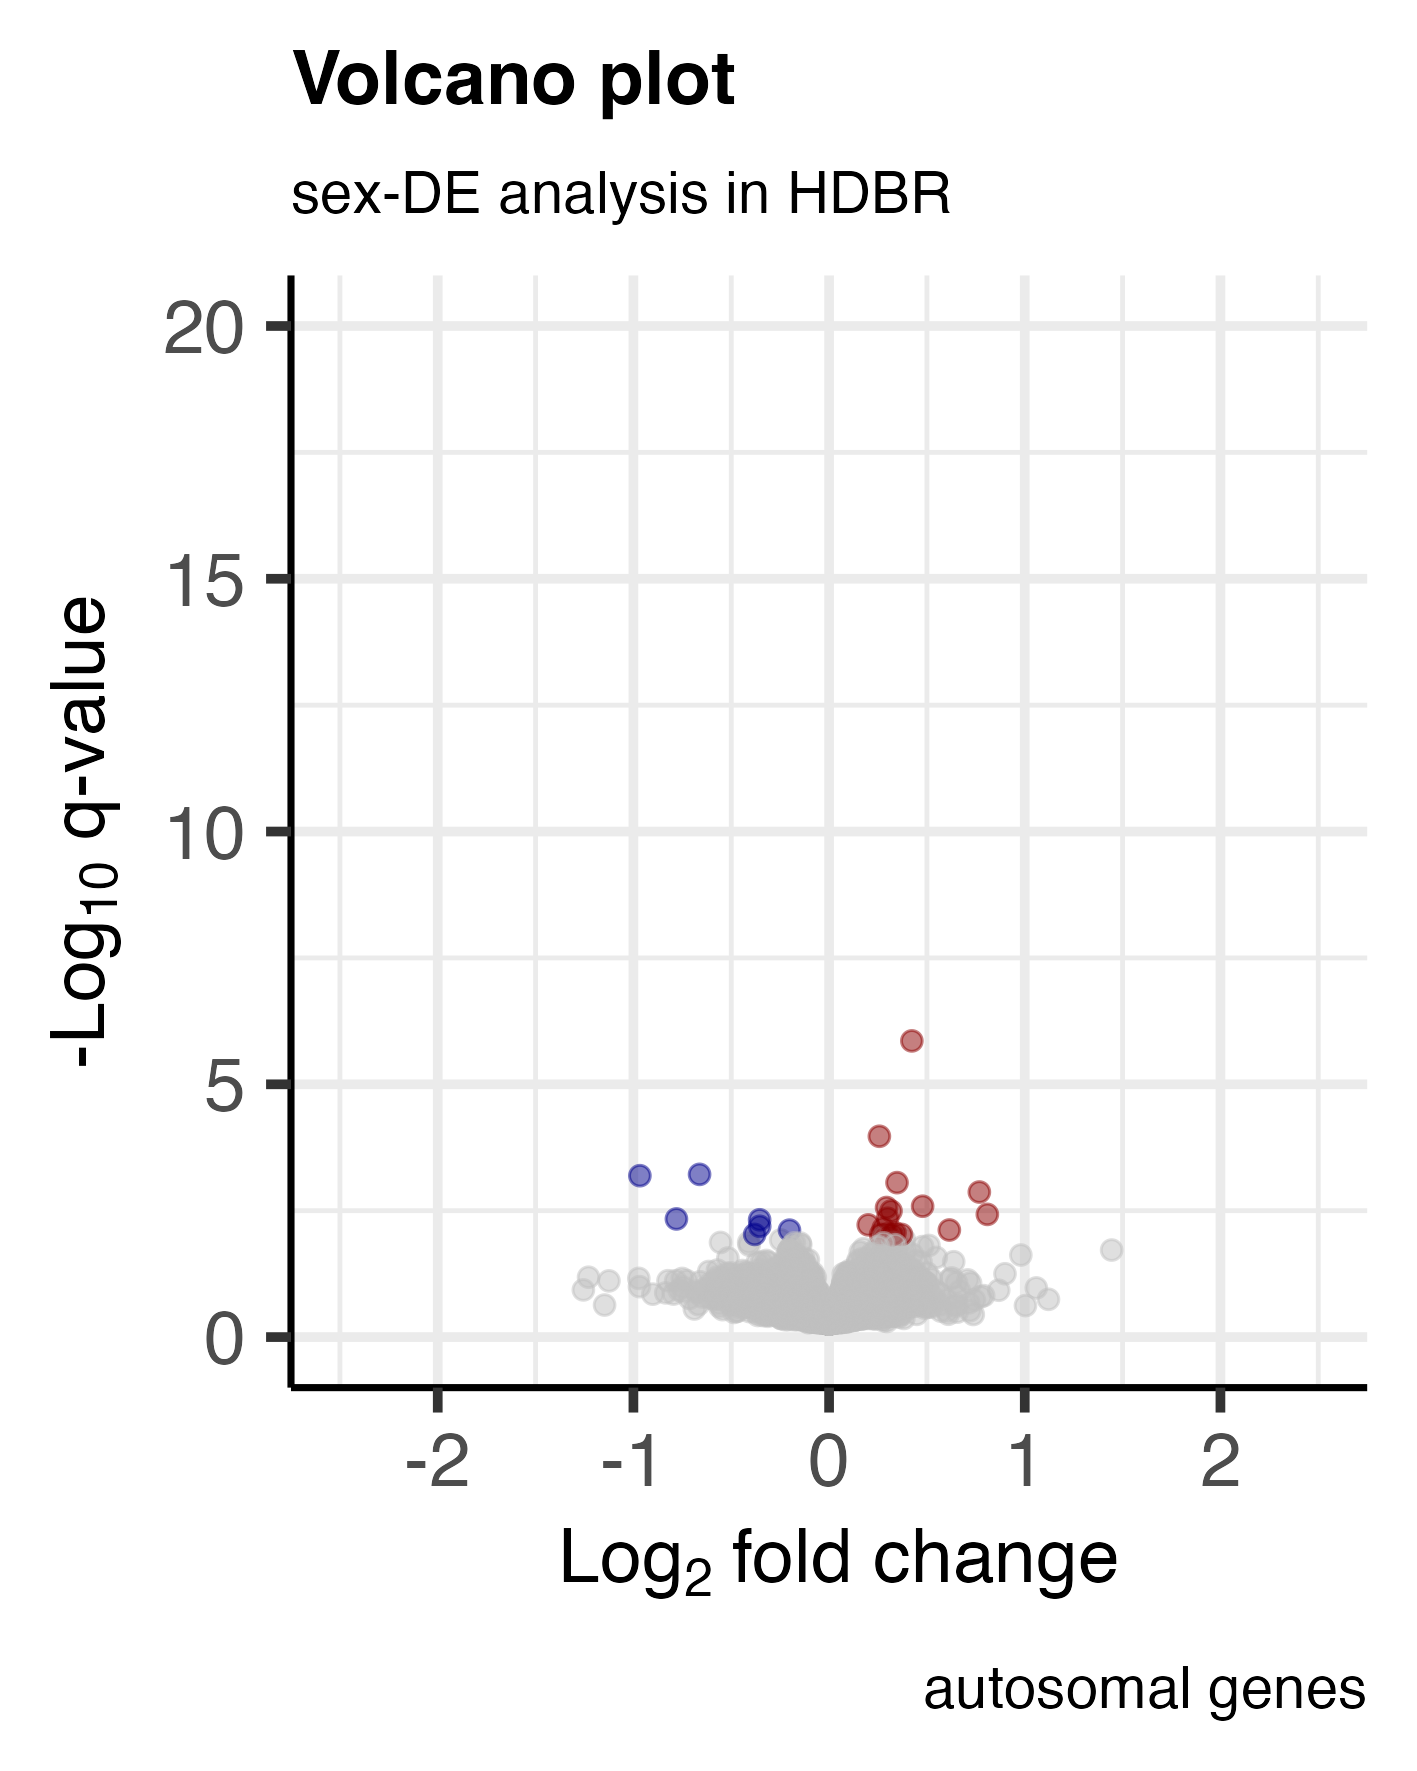 Volcano plot
sex-DE analysis in HDBR
-Log10 q-value
20
15
10
5
0
-2 -1 0 1 2
Log2 fold change
autosomal genes